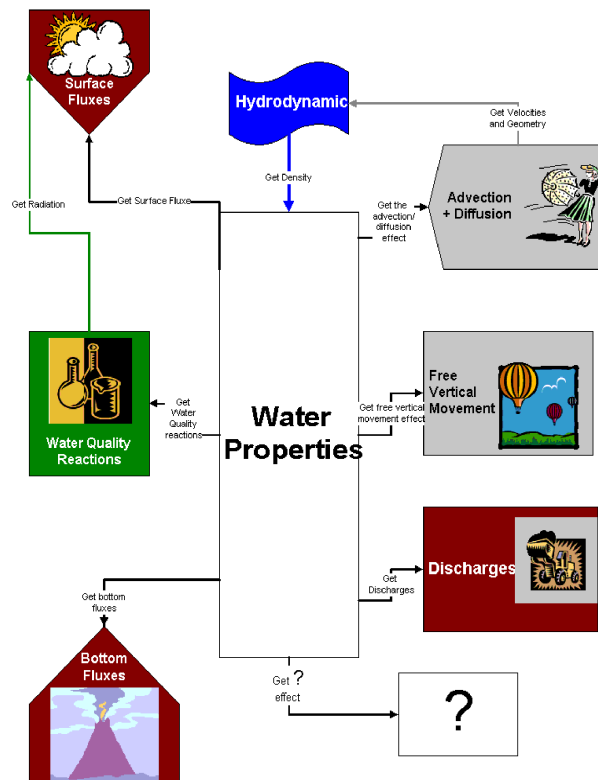 Surface
Fluxes
Hydrodynamic
Get Velocities
and Geometry
Get Density
Get Surface Fluxe
Get Radiation
Get the
advection/
diffusion
effect
Advection
+ Diffusion
Water
Properties
Get
Water
Quality
reactions
Water Quality
Reactions
Get free vertical
movement effect
Free
Vertical
Movement
Get
Discharges
Discharges
Get bottom
fluxes
Bottom
Fluxes
Get ?
effect
?